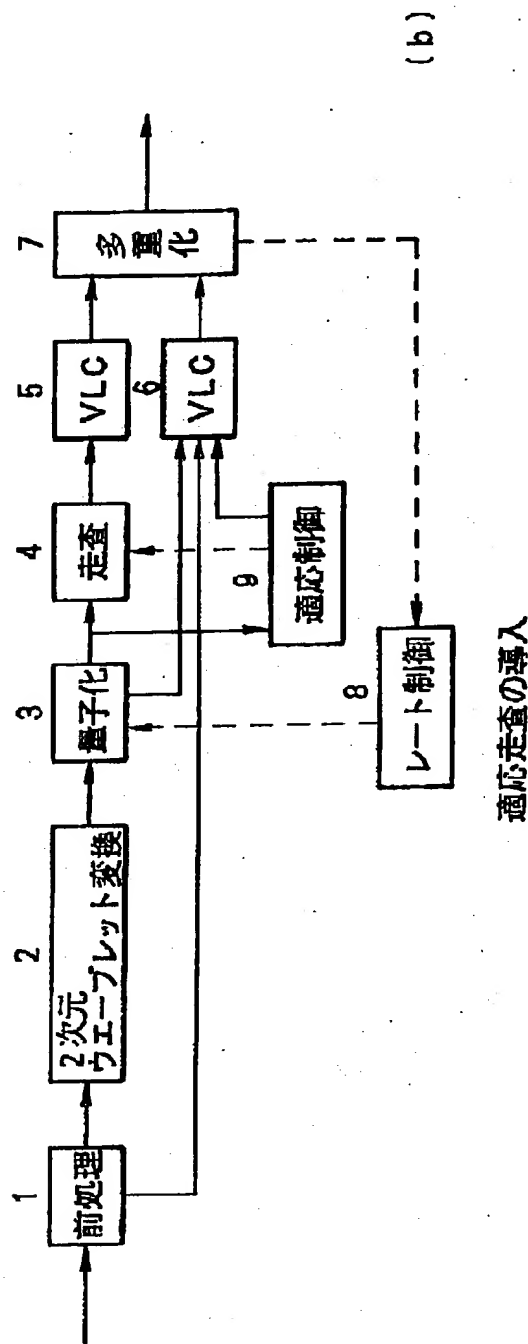 1
前処理
2
2次元
ウエーブレット変換
3
量子化
4
走査
5
VLC
6
VLC
7
多重化
9
適応制御
8
レート制御
適応走査の導入
(b)